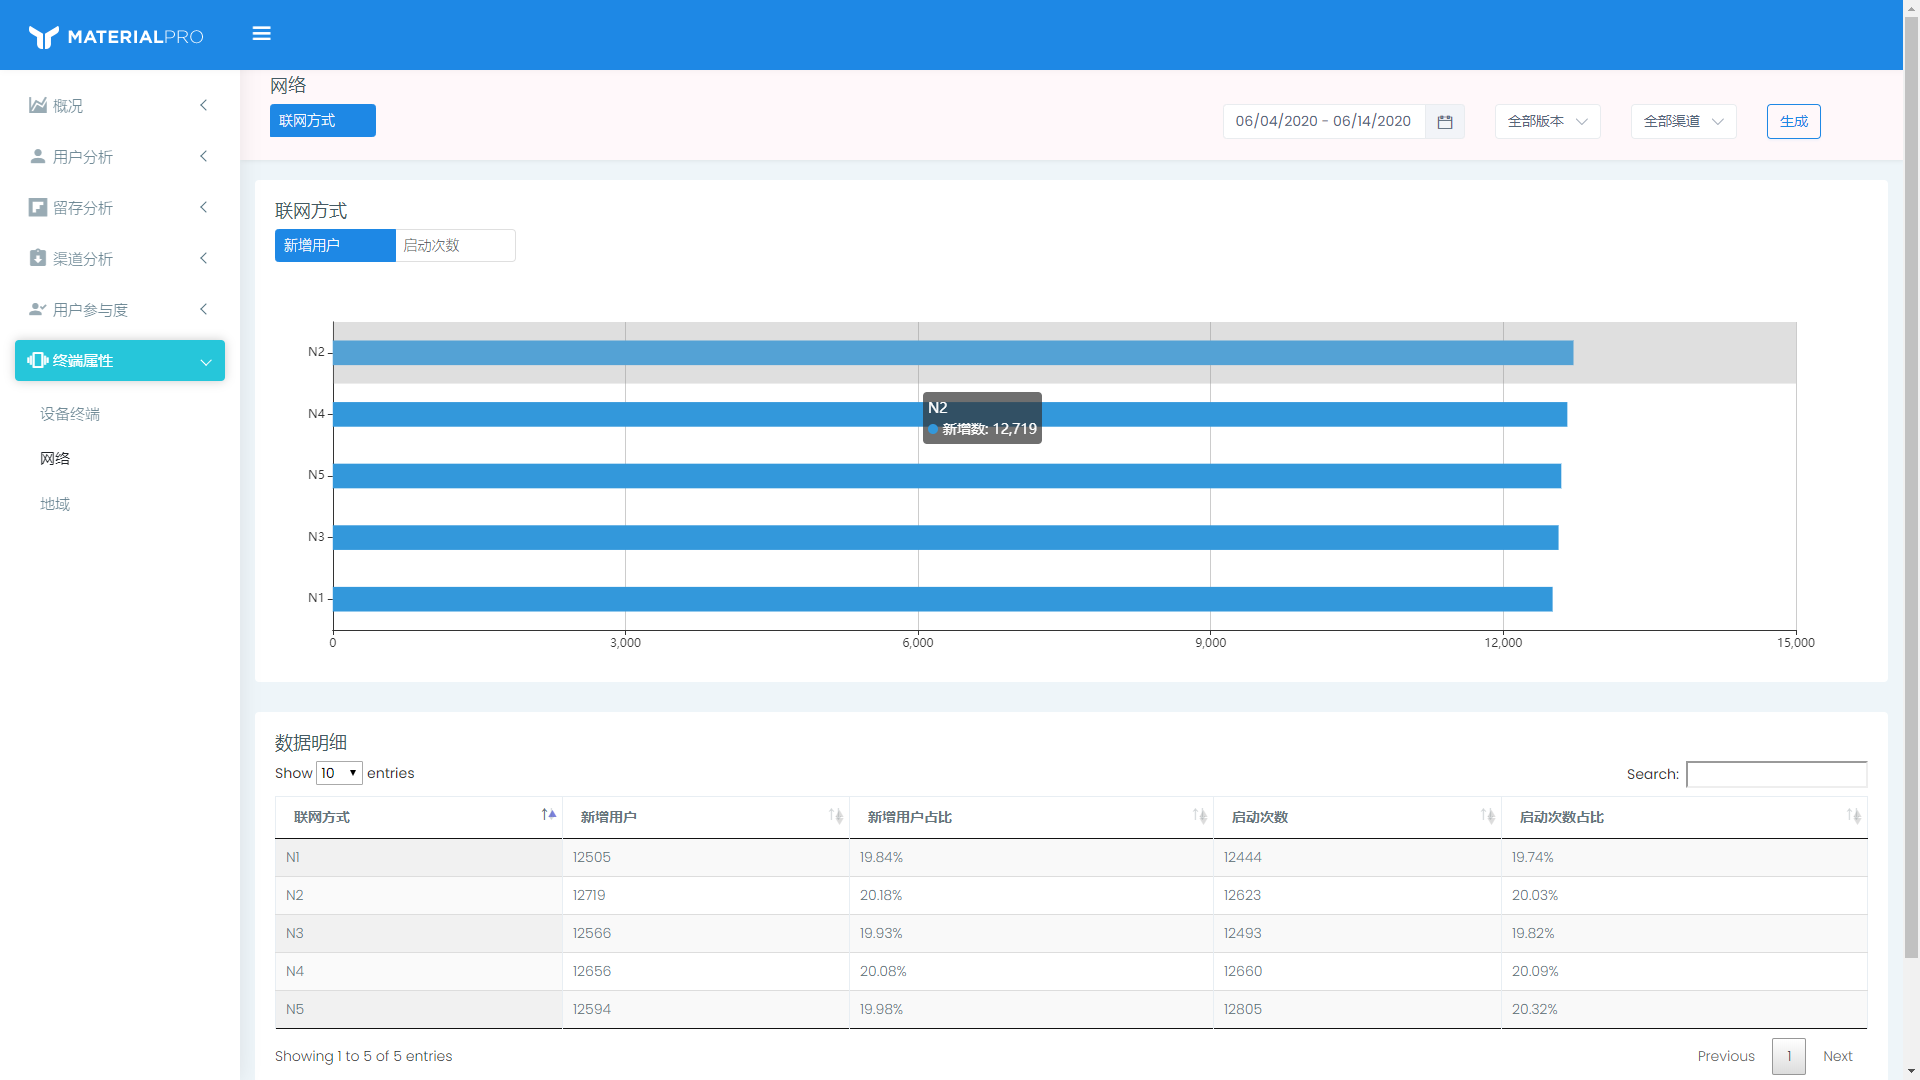 MATERIALPRO
概况
用户分析
留存分析
渠道分析
用户参与度
终端属性
设备终端
网络
地域
网络
联网方式
06/04/2020 - 06/14/2020
全部版本
全部渠道
生成
联网方式
新增用户
启动次数
N2
N4
N5
N3
N1
N2
新增数: 12,719
0
3,000
6,000
9,000
12,000
15,000
数据明细
Show 10 entries
Search:
联网方式 新增用户 新增用户占比 启动次数 启动次数占比
N1 12505 19.84% 12444 19.74%
N2 12719 20.18% 12623 20.03%
N3 12566 19.93% 12493 19.82%
N4 12656 20.08% 12660 20.09%
N5 12594 19.98% 12805 20.32%
Showing 1 to 5 of 5 entries
Previous 1 Next